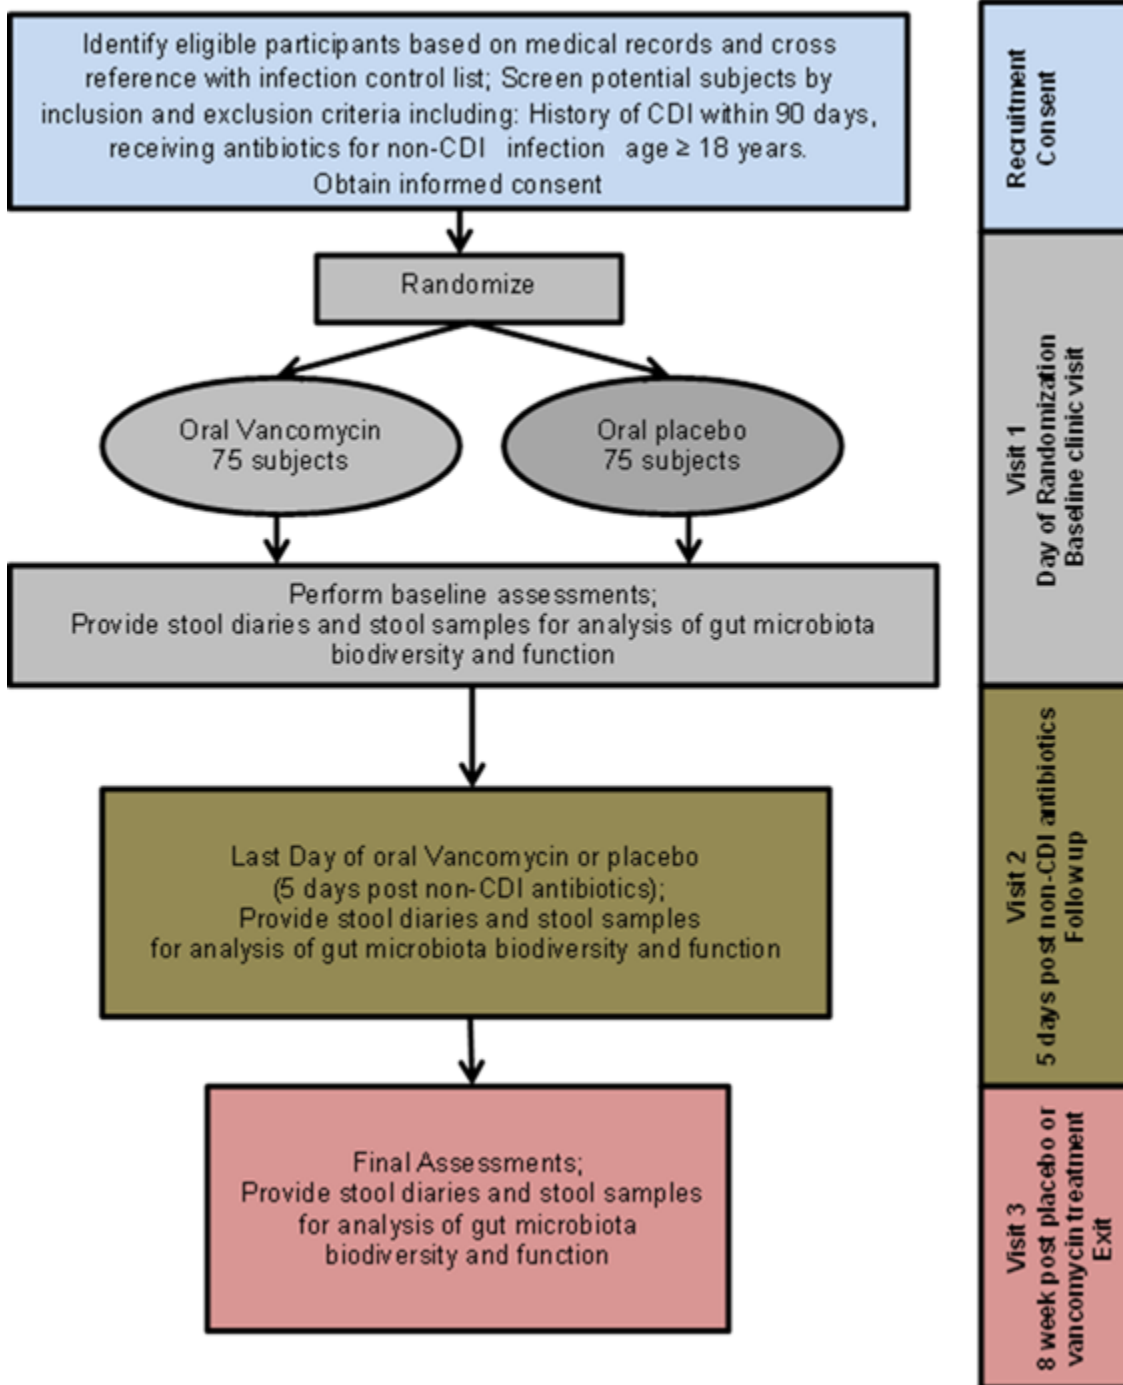 Identify eligible participants based on medical records and cross
reference with infection control list; Screen potential subjects by
inclusion and exclusion criteria including: History of CDI within 90 days,
receiving antibiotics for non-CDI infection age ≥ 18 years.
Obtain informed consent
Recruitment
Consent
Randomize
Oral Vancomycin
75 subjects
Oral placebo
75 subjects
Perform baseline assessments;
Provide stool diaries and stool samples for analysis of gut microbiota
biodiversity and function
Visit 1
Day of Randomization
Baseline clinic visit
Last Day of oral Vancomycin or placebo
(5 days post non-CDI antibiotics);
Provide stool diaries and stool samples
for analysis of gut microbiota biodiversity and function
Visit 2
5 days post non-CDI antibiotics
Follow up
Final Assessments;
Provide stool diaries and stool samples
for analysis of gut microbiota
biodiversity and function
Visit 3
8 week post placebo or
vancomycin treatment
Exit